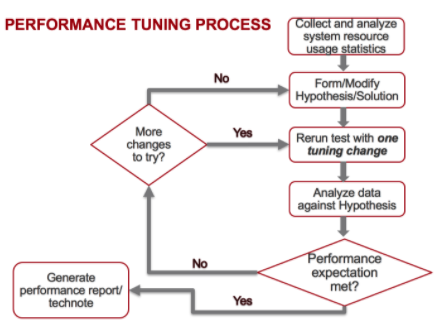 PERFORMANCE TUNING PROCESS
Collect and analyze
system resource
usage statistics
No
Form/Modify
Hypothesis/Solution
More
changes
to try?
Yes
Rerun test with one
tuning change
Analyze data
against Hypothesis
Performance
expectation
met?
No
Generate
performance report/
technote
Yes